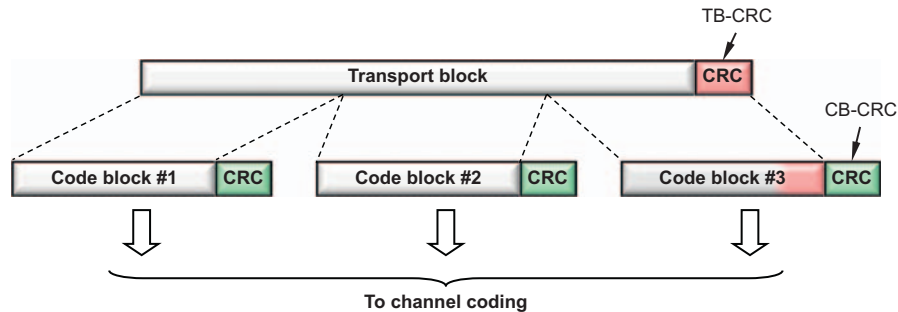 TB-CRC
Transport block
CRC
CB-CRC
Code block #1
CRC
Code block #2
CRC
Code block #3
CRC
To channel coding